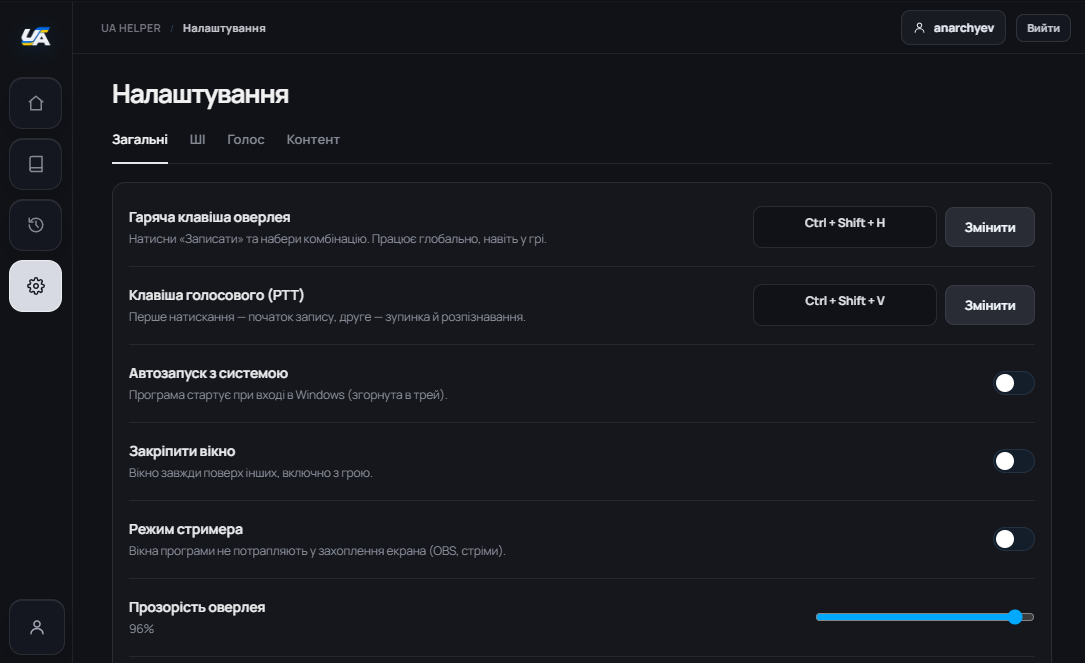 UA
UA HELPER / Налаштування
anarchyev
Вийти
Налаштування
Загальні ШІ Голос Контент
Гаряча клавіша оверлея
Натисни «Записати» та набери комбінацію. Працює глобально, навіть у грі.
Ctrl + Shift + H
Змінити
Клавіша голосового (PTT)
Перше натискання — початок запису, друге — зупинка й розпізнавання.
Ctrl + Shift + V
Змінити
Автозапуск з системою
Програма стартує при вході в Windows (згорнута в трей).
Закріпити вікно
Вікно завжди поверх інших, включно з грою.
Режим стримера
Вікна програми не потрапляють у захоплення екрана (OBS, стріми).
Прозорість оверлея
96%